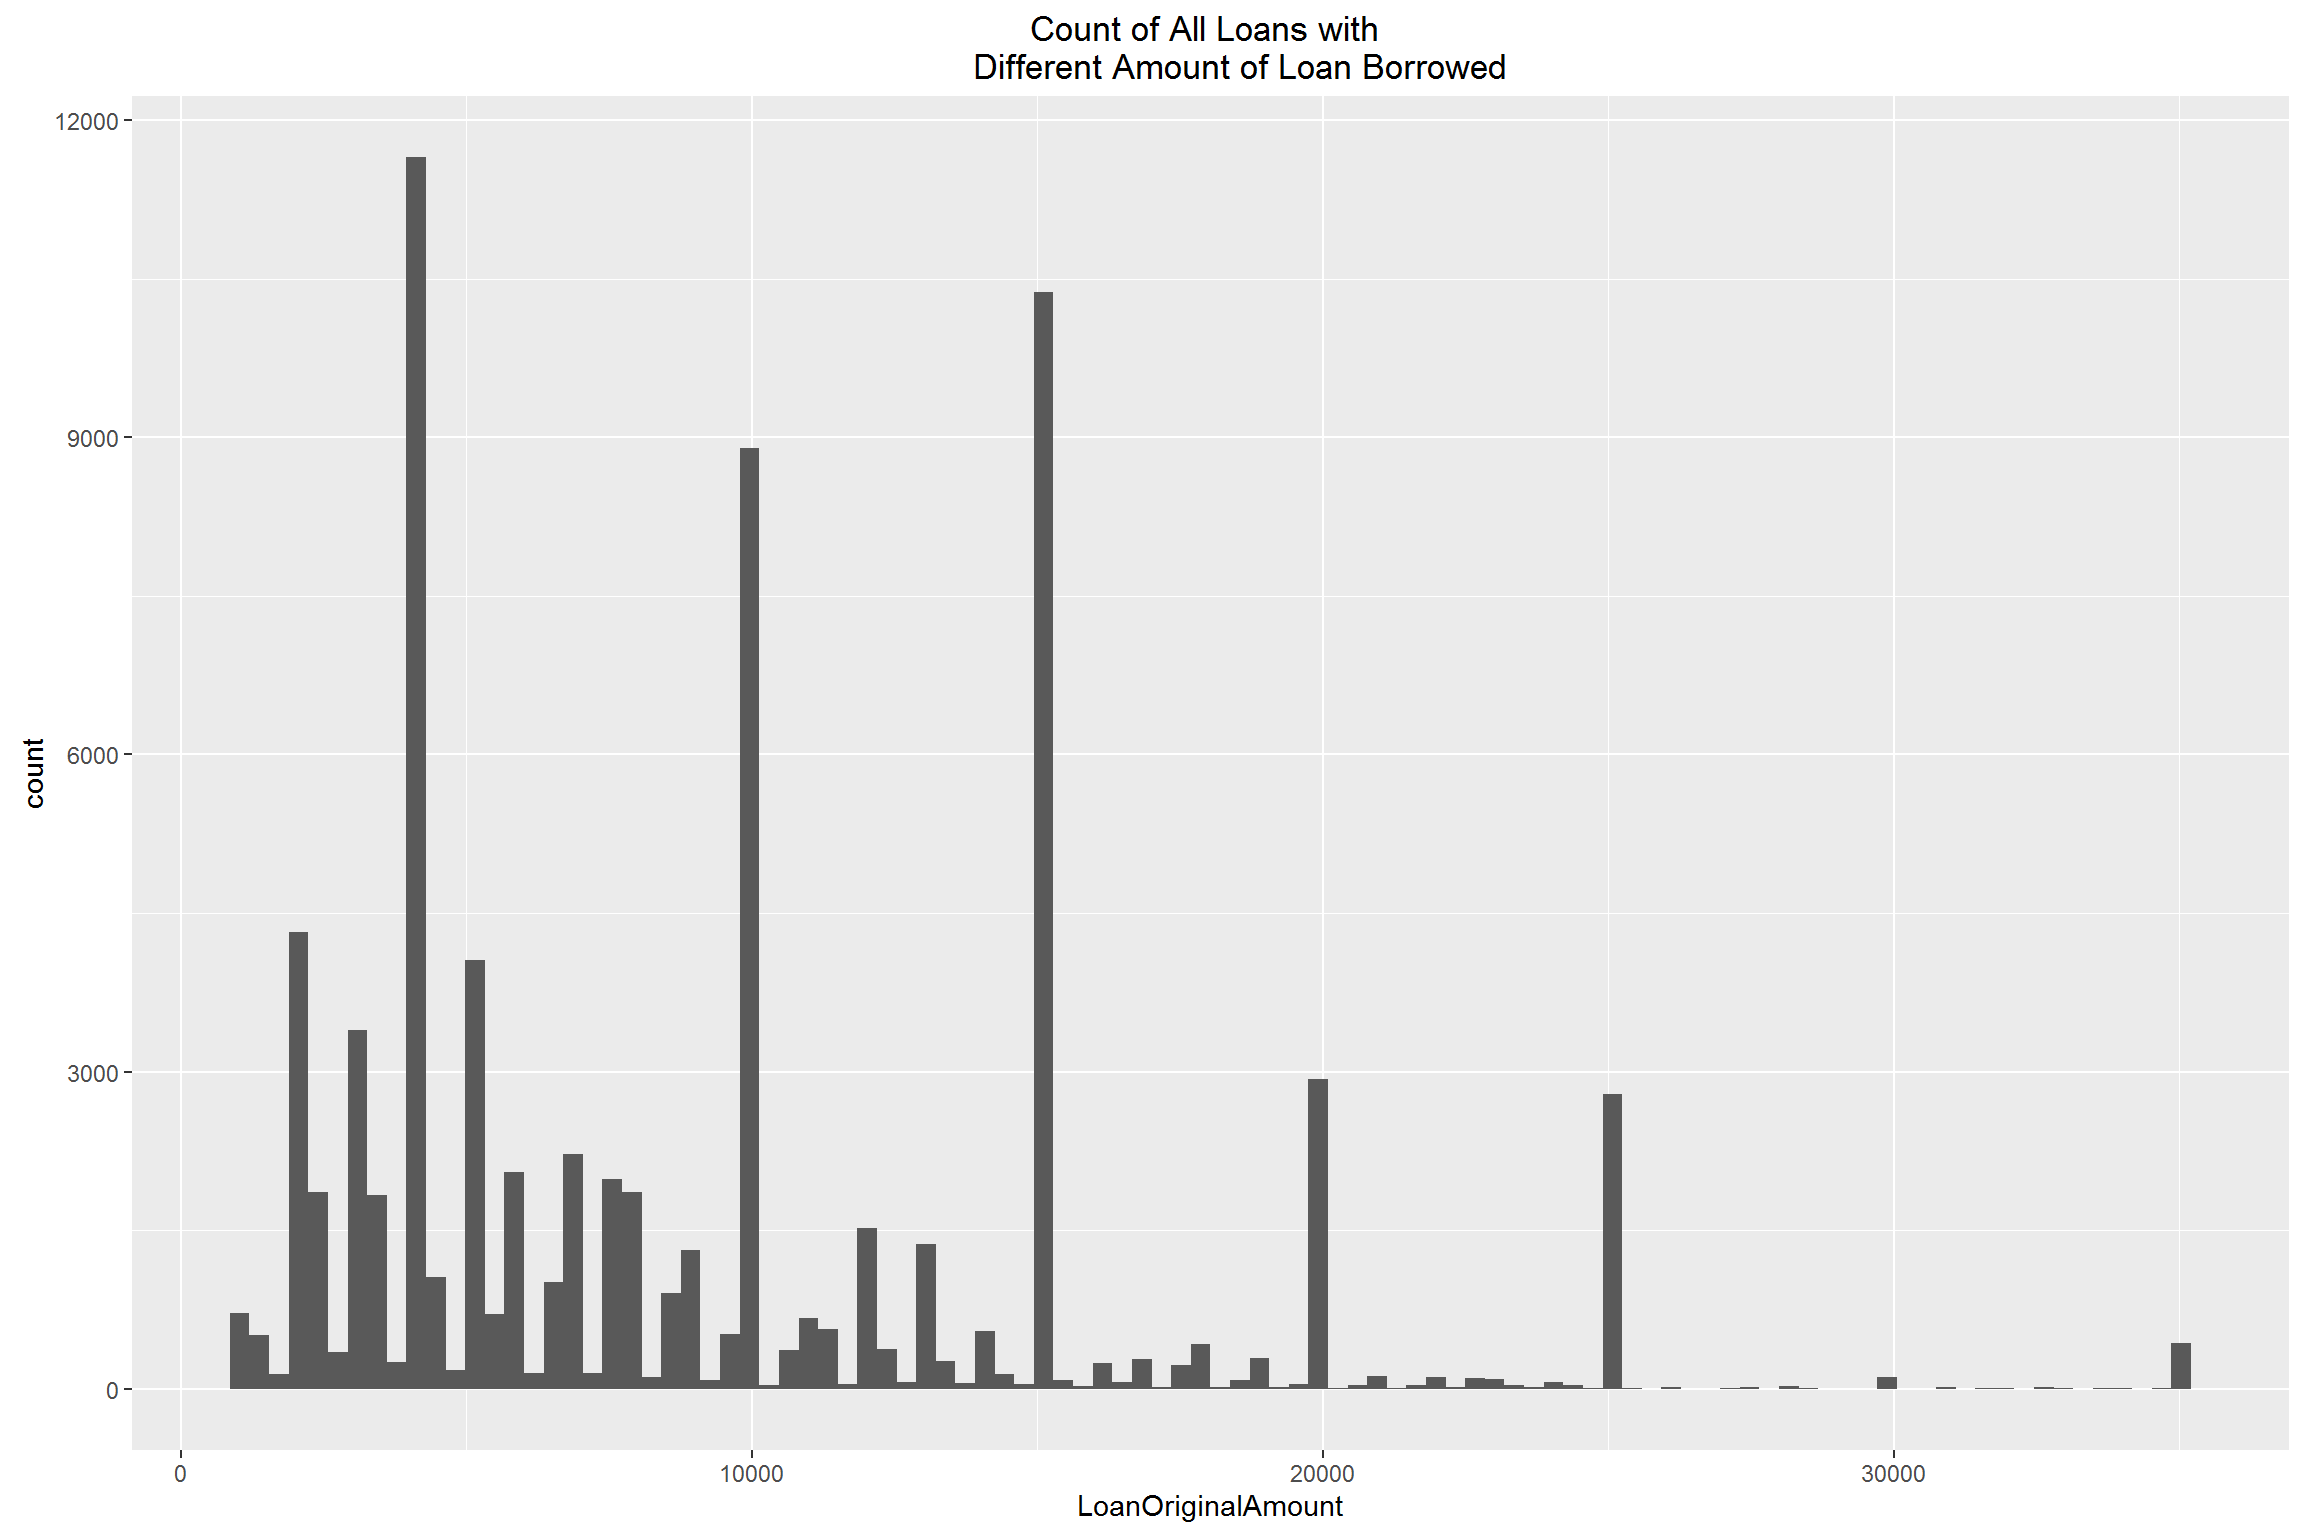 Count of All Loans with
Different Amount of Loan Borrowed
12000
9000
6000
3000
0
count
0
10000
20000
30000
LoanOriginalAmount